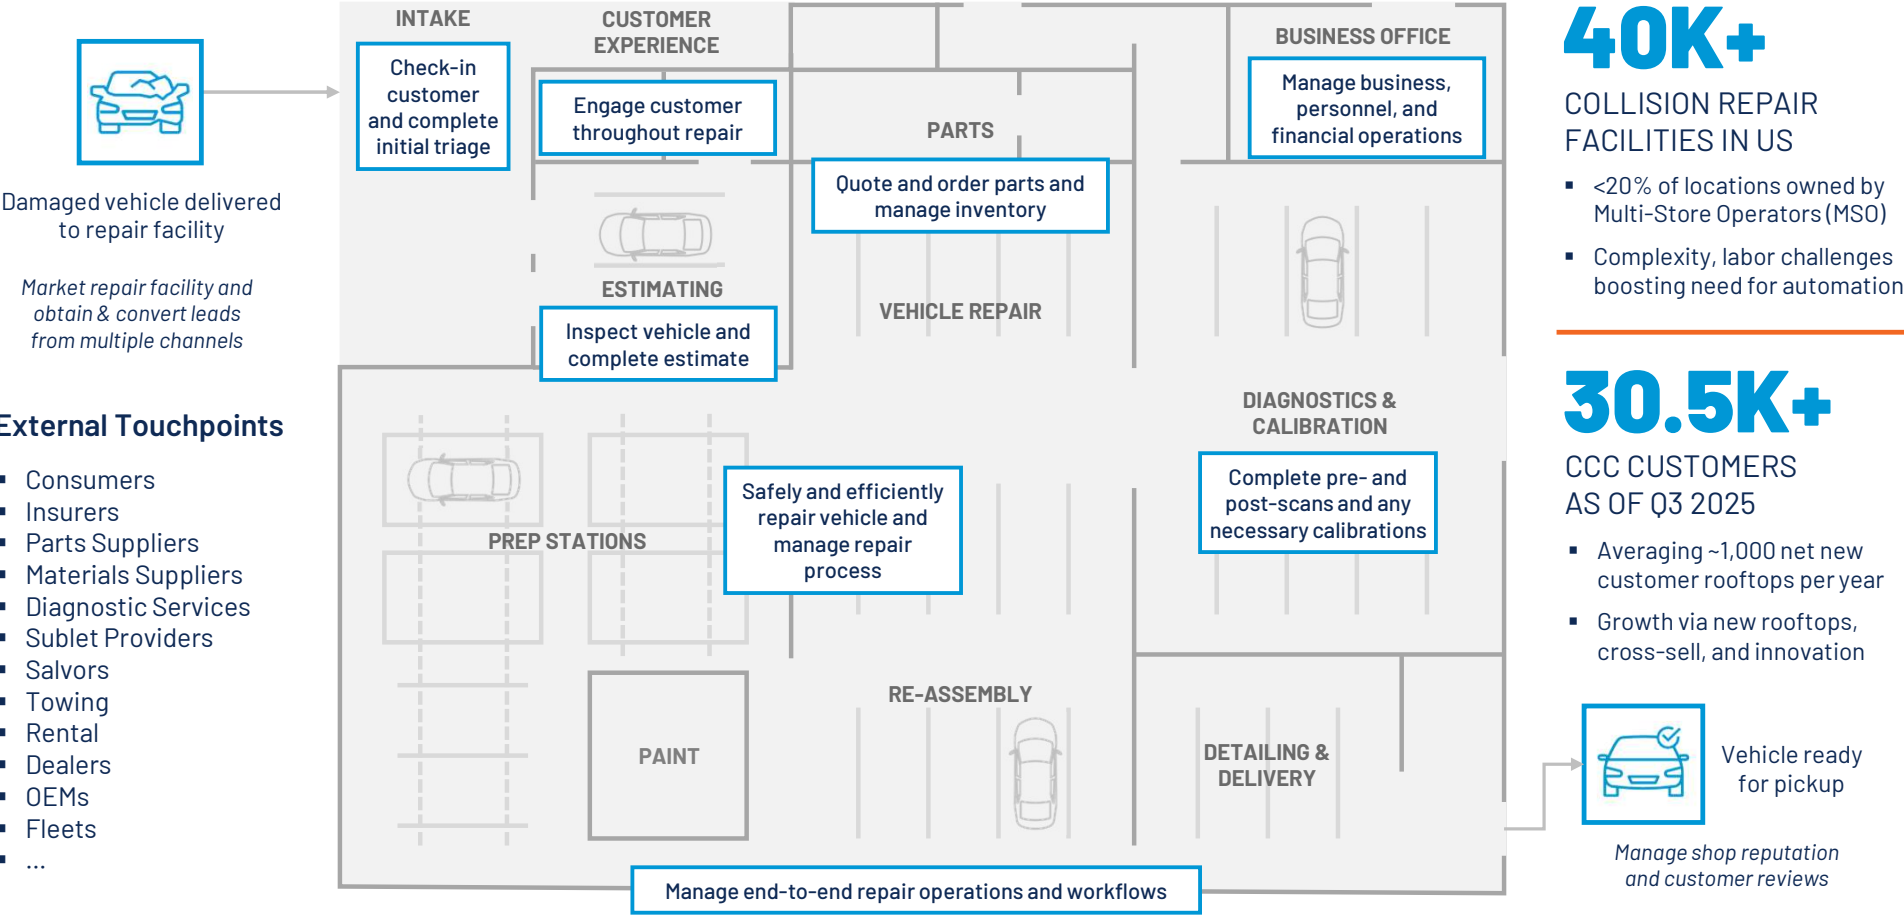 Damaged vehicle delivered
to repair facility
Market repair facility and
obtain & convert leads
from multiple channels
External Touchpoints
▪ Consumers
▪ Insurers
▪ Parts Suppliers
▪ Materials Suppliers
▪ Diagnostic Services
▪ Sublet Providers
▪ Salvors
▪ Towing
▪ Rental
▪ Dealers
▪ OEMs
▪ Fleets
▪ ...
INTAKE
Check-in
customer
and complete
initial triage
CUSTOMER
EXPERIENCE
Engage customer
throughout repair
ESTIMATING
Inspect vehicle and
complete estimate
PARTS
Quote and order parts and
manage inventory
VEHICLE REPAIR
BUSINESS OFFICE
Manage business,
personnel, and
financial operations
DIAGNOSTICS &
CALIBRATION
Complete pre- and
post-scans and any
necessary calibrations
PREP STATIONS
Safely and efficiently
repair vehicle and
manage repair
process
PAINT
RE-ASSEMBLY
DETAILING &
DELIVERY
Manage end-to-end repair operations and workflows
40K+
COLLISION REPAIR
FACILITIES IN US
▪ <20% of locations owned by
Multi-Store Operators (MSO)
▪ Complexity, labor challenges
boosting need for automation
30.5K+
CCC CUSTOMERS
AS OF Q3 2025
▪ Averaging ~1,000 net new
customer rooftops per year
▪ Growth via new rooftops,
cross-sell, and innovation
Vehicle ready
for pickup
Manage shop reputation
and customer reviews